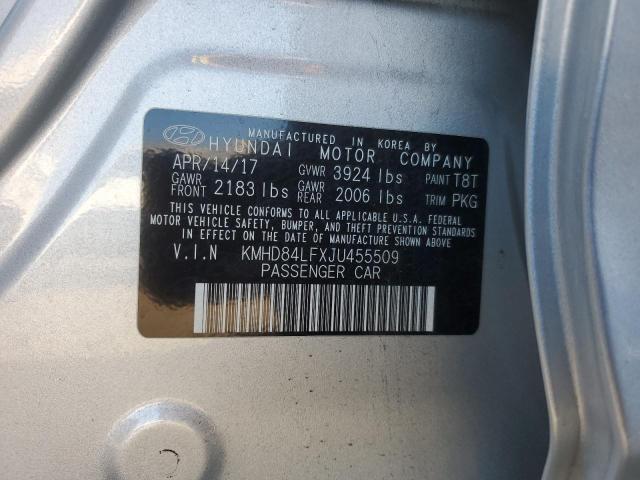 MANUFACTURED IN KOREA BY
HYUNDAI MOTOR COMPANY
APR/14/17 GVWR 3924 lbs PAINT T8T
GAWR FRONT 2183 lbs GAWR REAR 2006 lbs TRIM PKG
THIS VEHICLE CONFORMS TO ALL APPLICABLE U.S.A. FEDERAL
MOTOR VEHICLE SAFETY, BUMPER, AND THEFT PREVENTION STANDARDS
IN EFFECT ON THE DATE OF MANUFACTURE SHOWN ABOVE
V.I.N KMHD84LFXJU455509
PASSENGER CAR